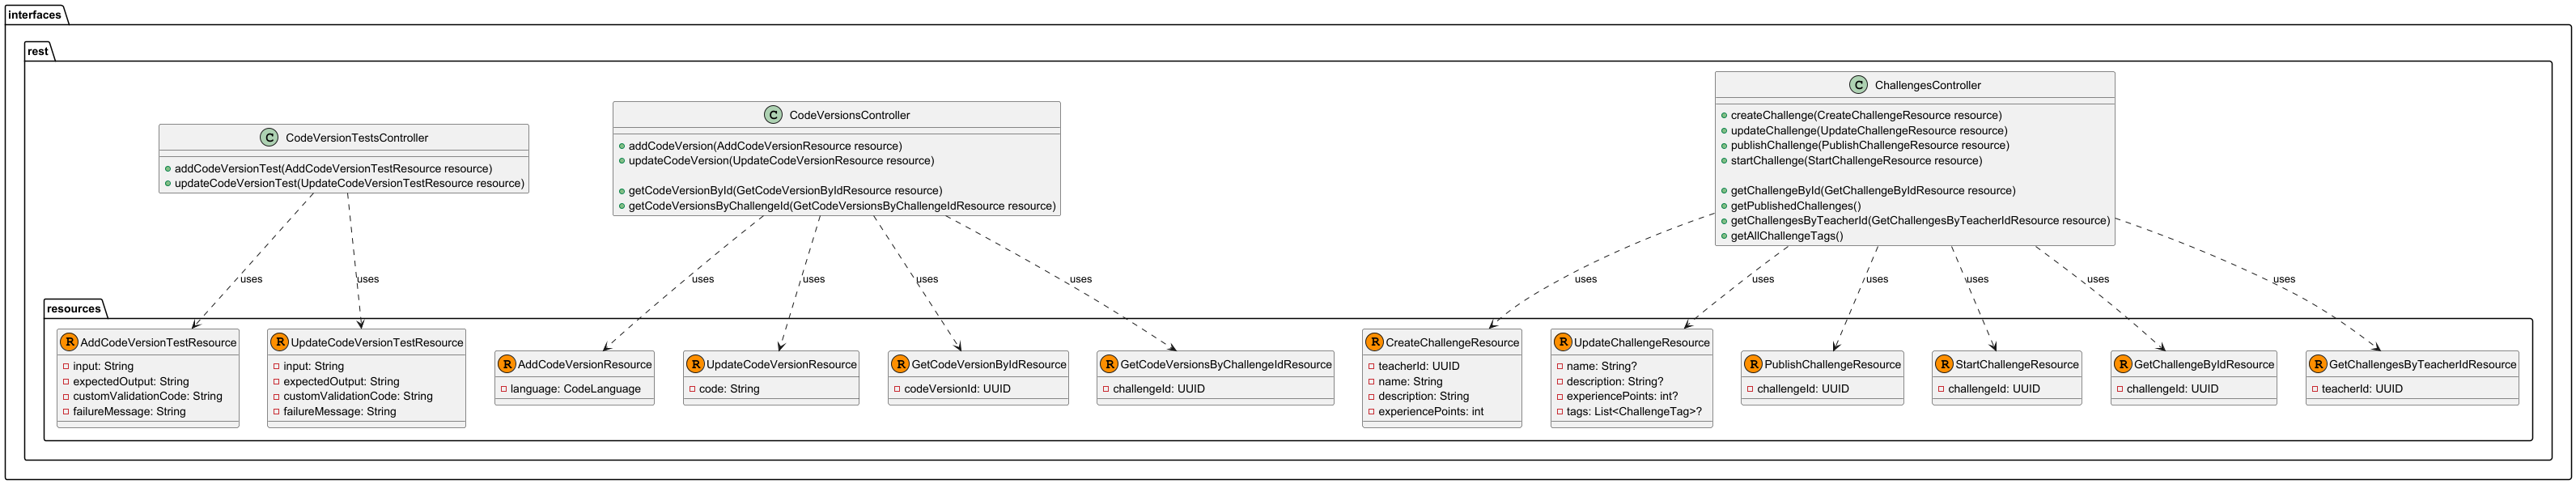 interfaces
rest
C ChallengesController
+createChallenge(CreateChallengeResource resource)
updateChallenge(UpdateChallengeResource resource)
publishChallenge(PublishChallengeResource resource)
startChallenge(StartChallengeResource resource)
getChallengeById(GetChallengeByIdResource resource)
getPublishedChallenges()
getChallengesByTeacherId(GetChallengesByTeacherIdResource resource)
getAllChallengeTags()
C CodeVersionsController
addCodeVersion(AddCodeVersionResource resource)
updateCodeVersion(UpdateCodeVersionResource resource)
getCodeVersionById(GetCodeVersionByIdResource resource)
getCodeVersionsByChallengeId(GetCodeVersionsByChallengeIdResource resource)
C CodeVersionTestsController
addCodeVersionTest(AddCodeVersionTestResource resource)
updateCodeVersionTest(UpdateCodeVersionTestResource resource)
uses
uses
uses
uses
uses
uses
uses
uses
uses
uses
uses
uses
resources
R AddCodeVersionTestResource
input: String
expectedOutput: String
customValidationCode: String
failureMessage: String
R UpdateCodeVersionTestResource
input: String
expectedOutput: String
customValidationCode: String
failureMessage: String
R AddCodeVersionResource
language: CodeLanguage
R UpdateCodeVersionResource
code: String
R GetCodeVersionByIdResource
codeVersionId: UUID
R GetCodeVersionsByChallengeIdResource
challengeId: UUID
R CreateChallengeResource
teacherId: UUID
name: String
description: String
experiencePoints: int
R UpdateChallengeResource
name: String?
description: String?
experiencePoints: int?
tags: List<ChallengeTag>?
R PublishChallengeResource
challengeId: UUID
R StartChallengeResource
challengeId: UUID
R GetChallengeByIdResource
challengeId: UUID
R GetChallengesByTeacherIdResource
teacherId: UUID